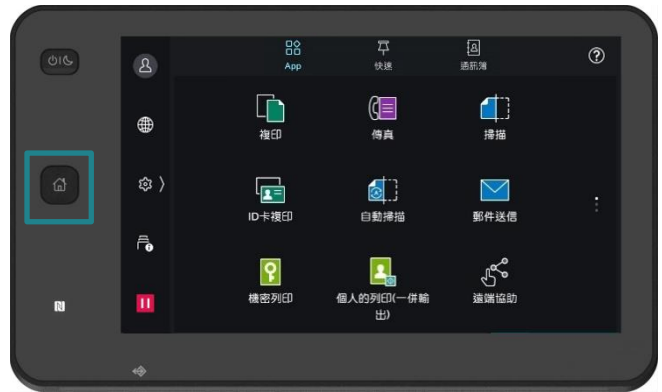 App
快速
通訊簿
複印
傳真
掃描
ID卡複印
自動掃描
郵件送信
機密列印
個人的列印(一併輸
出)
遠端協助